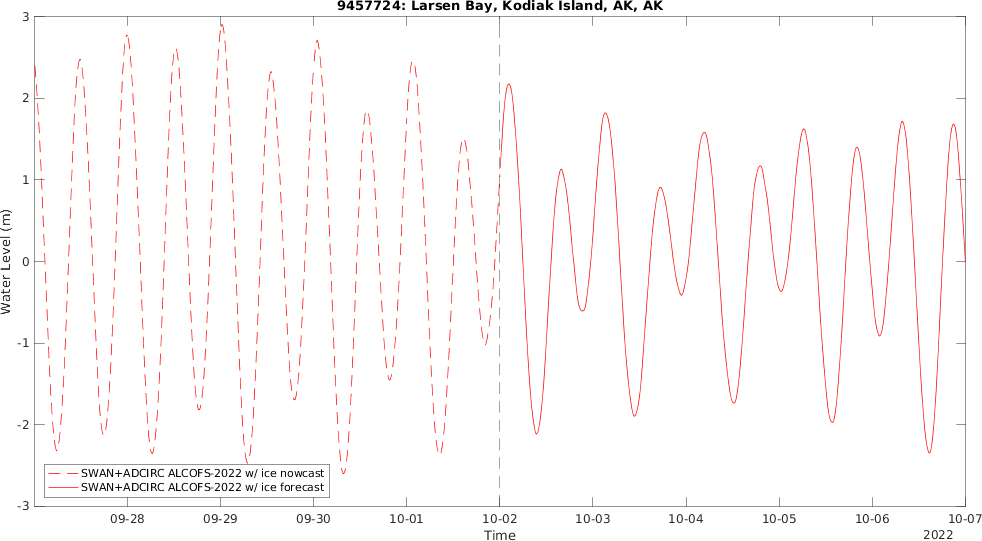 9457724: Larsen Bay, Kodiak Island, AK, AK
Water Level (m)
3
2
1
0
-1
-2
-3
SWAN+ADCIRC ALCOFS-2022 w/ ice nowcast
SWAN+ADCIRC ALCOFS-2022 w/ ice forecast
09-28 09-29 09-30 10-01 10-02 10-03 10-04 10-05 10-06 10-07
Time
2022